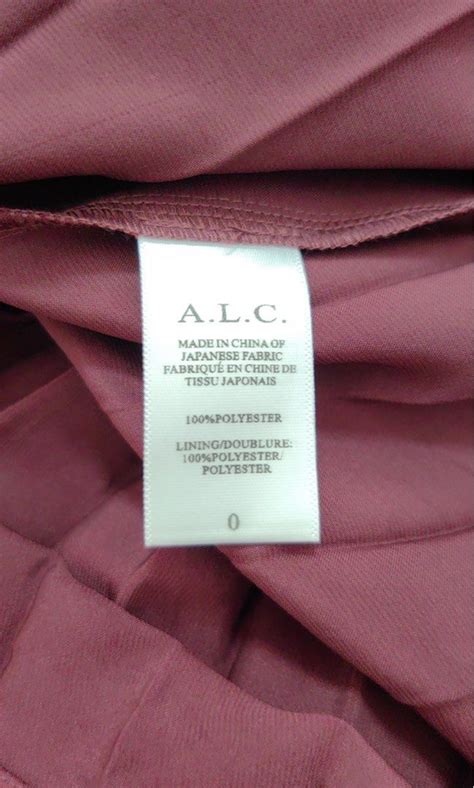 A.L.C.
MADE IN CHINA OF
JAPANESE FABRIC
FABRIQUÉ EN CHINE DE
TISSU JAPONAIS
100%POLYESTER
LINING/DOUBLURE:
100%POLYESTER/
POLYESTER
0